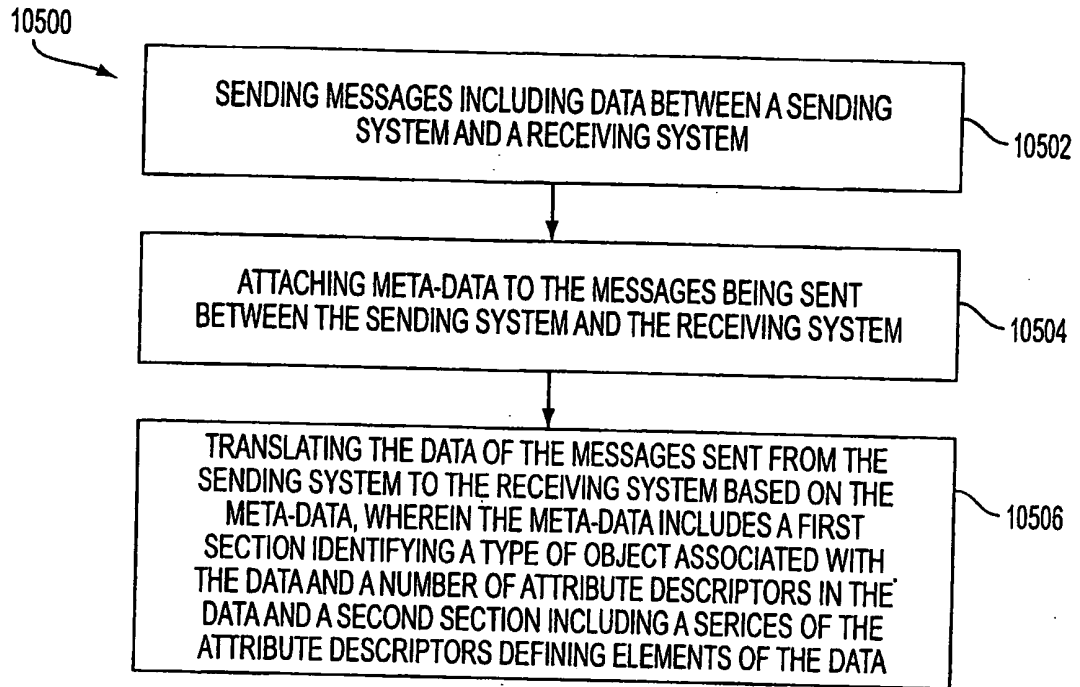 10500
SENDING MESSAGES INCLUDING DATA BETWEEN A SENDING
SYSTEM AND A RECEIVING SYSTEM
10502
ATTACHING META-DATA TO THE MESSAGES BEING SENT
BETWEEN THE SENDING SYSTEM AND THE RECEIVING SYSTEM
10504
TRANSLATING THE DATA OF THE MESSAGES SENT FROM THE
SENDING SYSTEM TO THE RECEIVING SYSTEM BASED ON THE
META-DATA, WHEREIN THE META-DATA INCLUDES A FIRST
SECTION IDENTIFYING A TYPE OF OBJECT ASSOCIATED WITH
THE DATA AND A NUMBER OF ATTRIBUTE DESCRIPTORS IN THE
DATA AND A SECOND SECTION INCLUDING A SERICES OF THE
ATTRIBUTE DESCRIPTORS DEFINING ELEMENTS OF THE DATA
10506